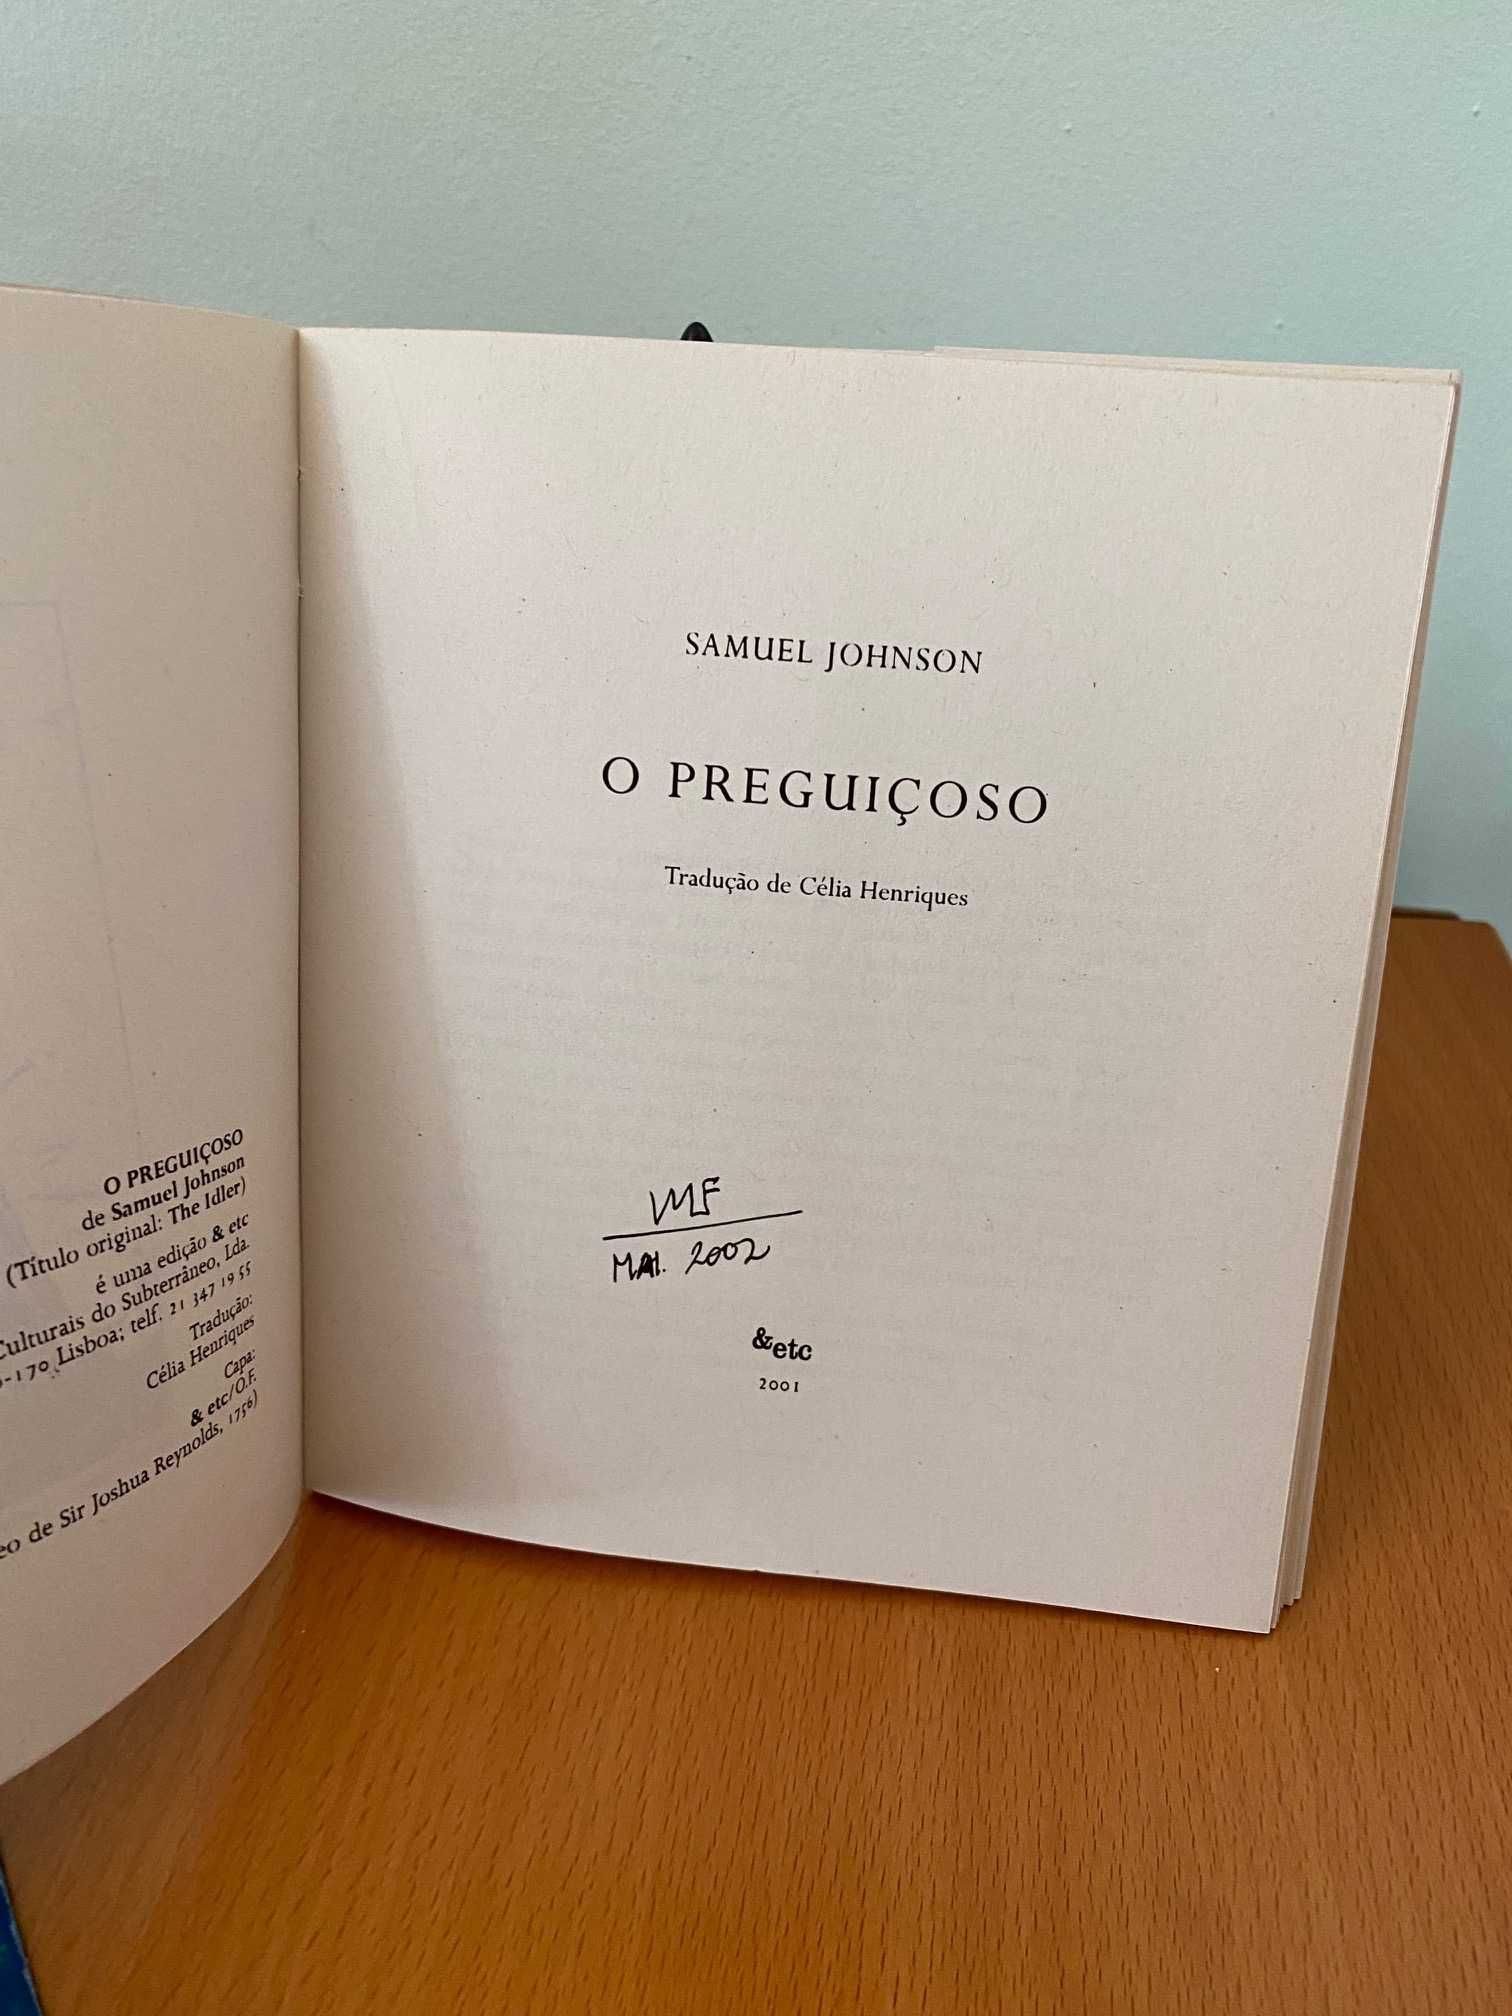 O PREGUIÇOSO
de Samuel Johnson
(Título original: The Idler)
é uma edição & etc
Culturais do Subterrâneo, Lda.
-170 Lisboa; telf. 21 347 19 55
Tradução:
Célia Henriques
Capa:
& etc/O.F.
de Sir Joshua Reynolds, 1756)
SAMUEL JOHNSON
O PREGUIÇOSO
Tradução de Célia Henriques
MAI. 2002
&etc
2001